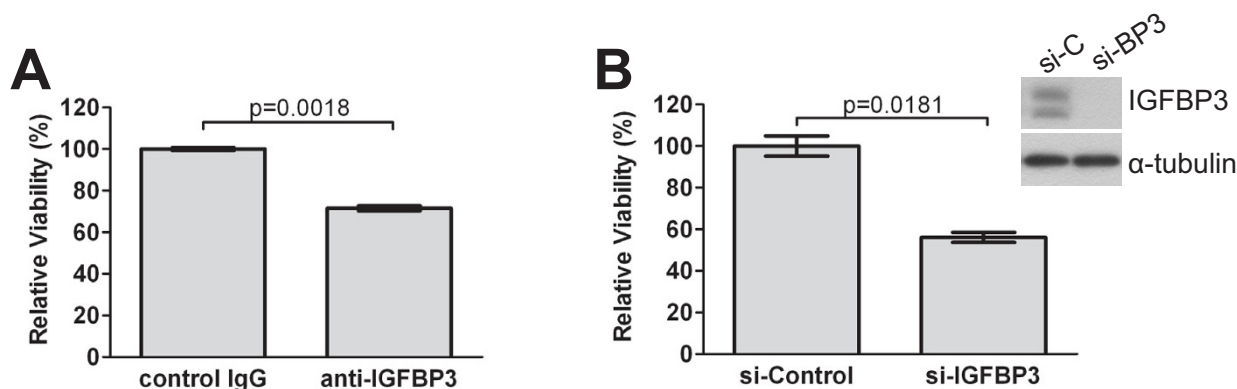 A
Relative Viability (%)
120
100
80
60
40
20
0
p=0.0018
control IgG
anti-IGFBP3
B
Relative Viability (%)
120
100
80
60
40
20
0
p=0.0181
si-Control
si-IGFBP3
si-C
si-BP3
IGFBP3
α-tubulin